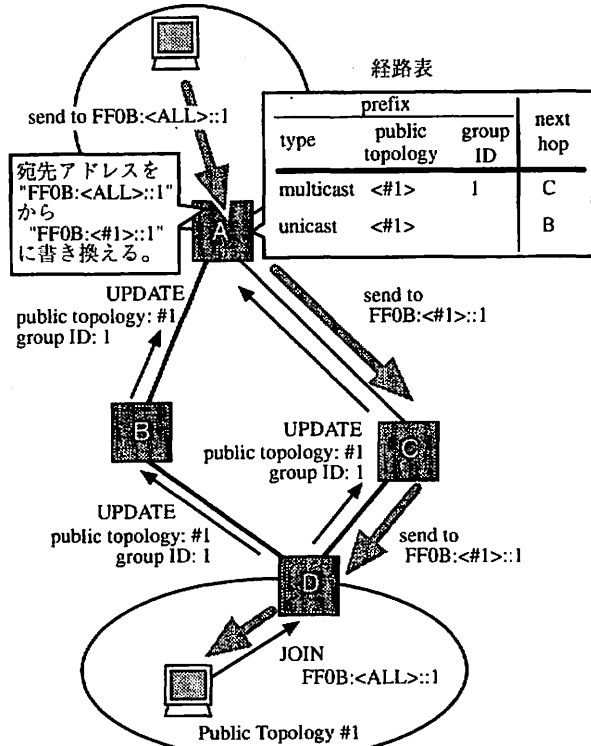 経路表
send to FF0B:<ALL>::1
prefix
type public topology group ID next hop
multicast <#1> 1 C
unicast <#1> B
宛先アドレスを
"FF0B:<ALL>::1"
から
"FF0B:<#1>::1"
に書き換える。
A
UPDATE
public topology: #1
group ID: 1
send to
FF0B:<#1>::1
B
UPDATE
public topology: #1
group ID: 1
C
UPDATE
public topology: #1
group ID: 1
send to
FF0B:<#1>::1
D
JOIN
FF0B:<ALL>::1
Public Topology #1